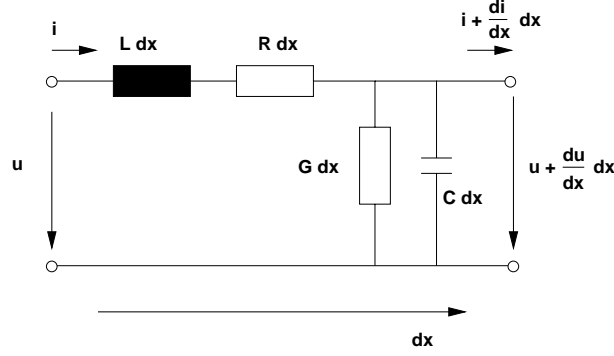 i
i + di/dx dx
L dx
R dx
u
G dx
C dx
u + du/dx dx
dx